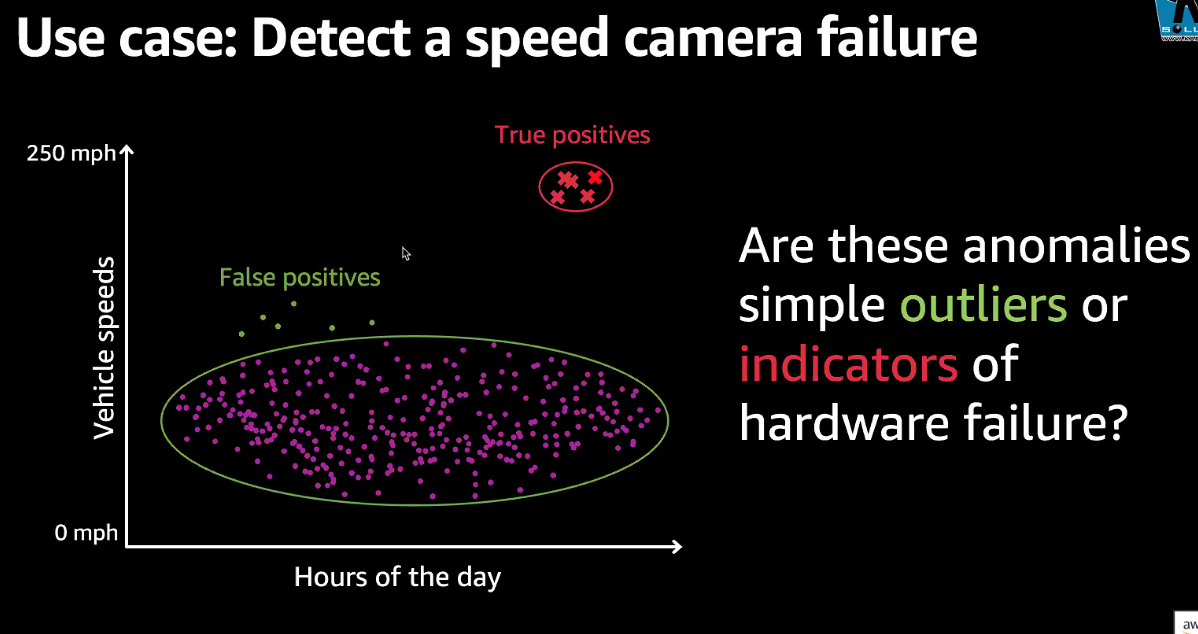 Use case: Detect a speed camera failure
True positives
250 mph
False positives
Vehicle speeds
0 mph
Hours of the day
Are these anomalies
simple outliers or
indicators of
hardware failure?